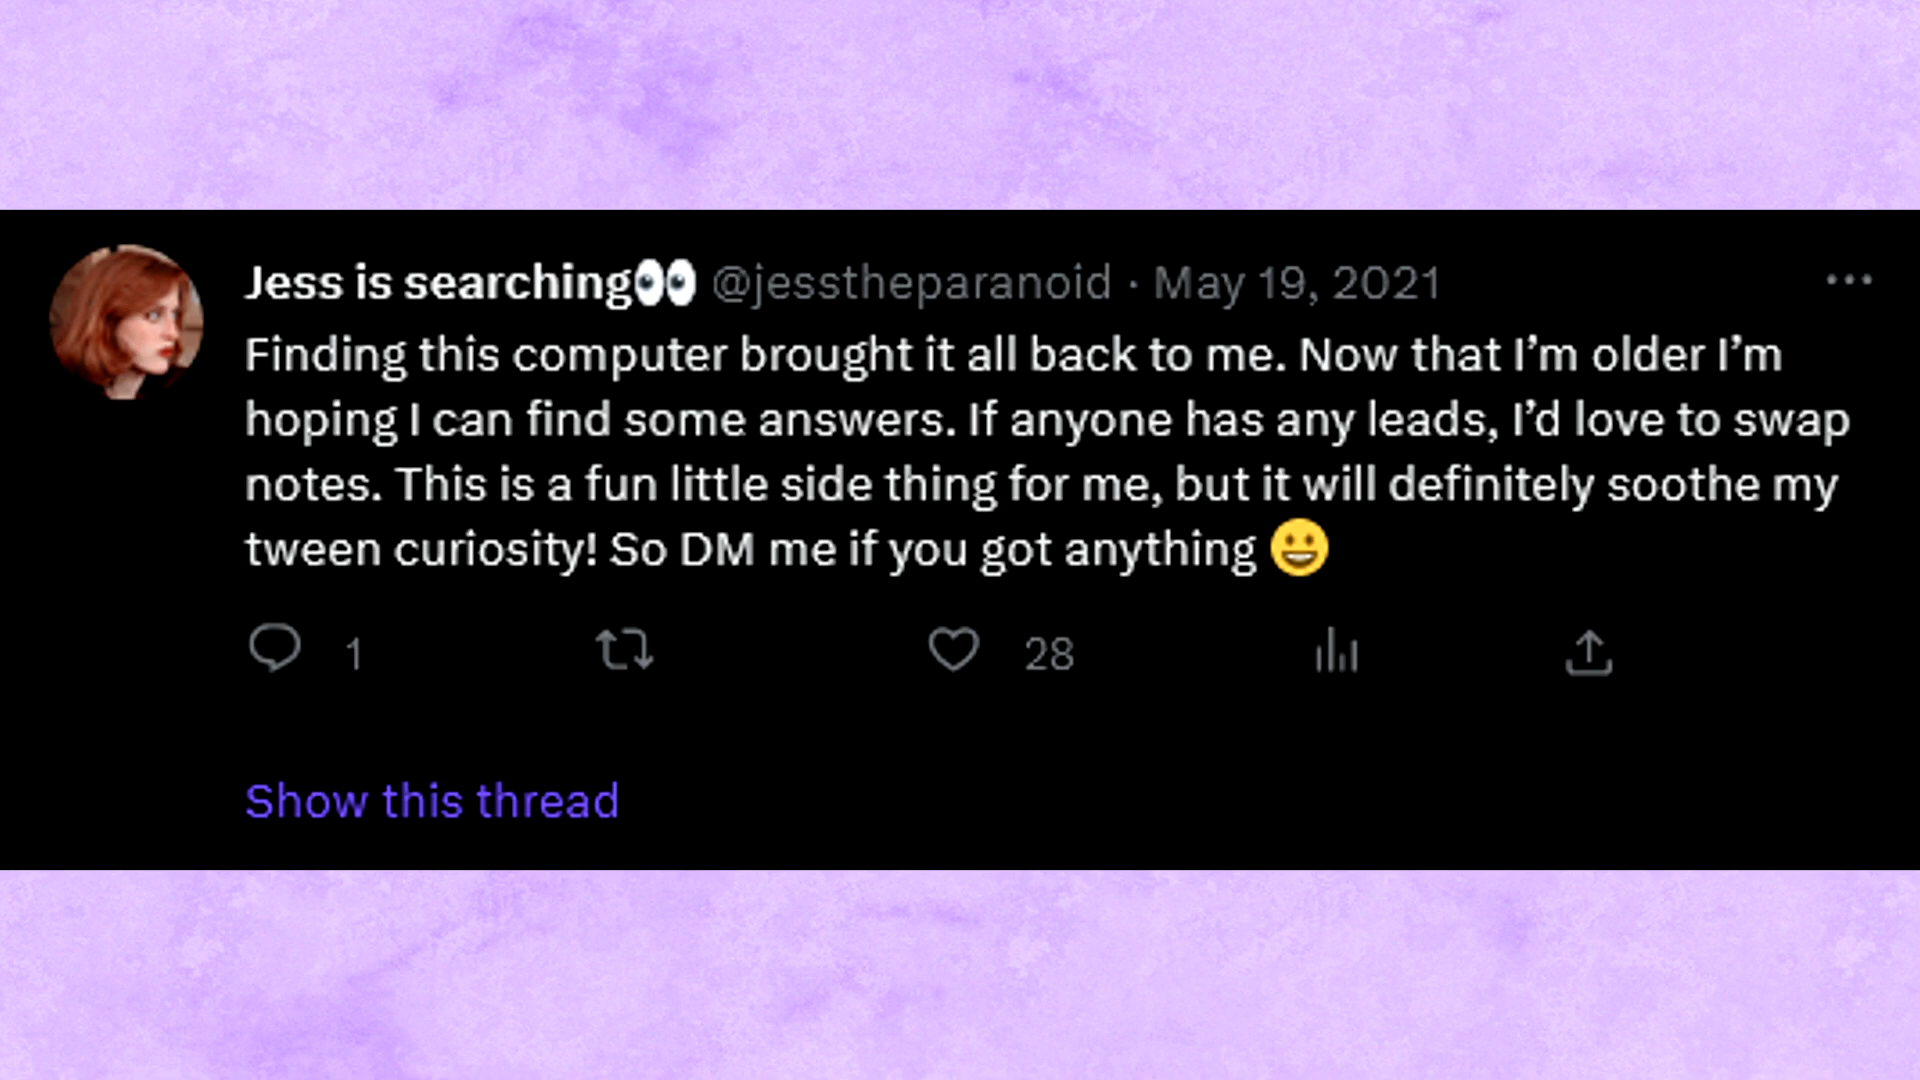 Jess is searching👀 @jesstheparanoid · May 19, 2021
Finding this computer brought it all back to me. Now that I’m older I’m
hoping I can find some answers. If anyone has any leads, I’d love to swap
notes. This is a fun little side thing for me, but it will definitely soothe my
tween curiosity! So DM me if you got anything 😀
1 28
Show this thread